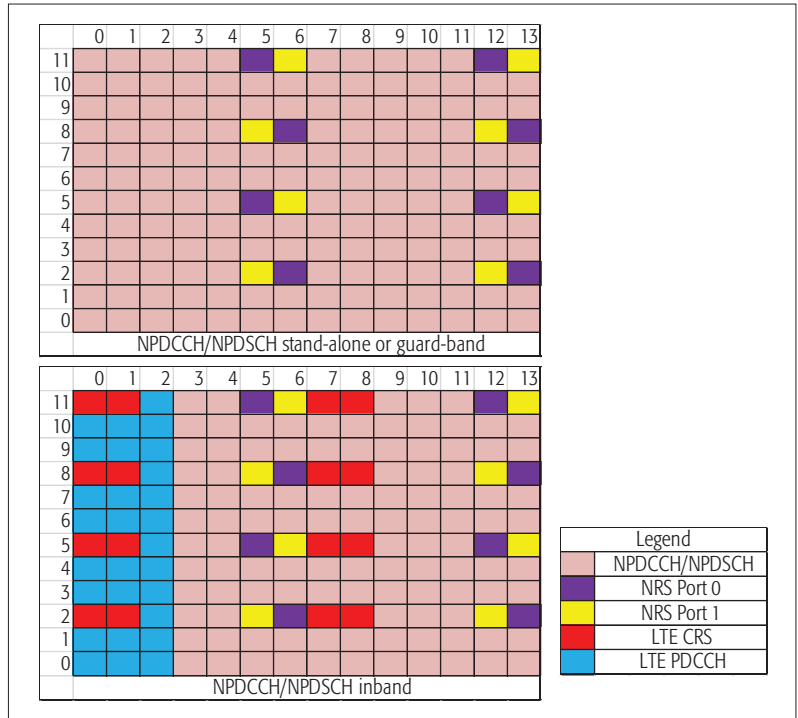 0 1 2 3 4 5 6 7 8 9 10 11 12 13
11
10
9
8
7
6
5
4
3
2
1
0
NPDCCH/NPDSCH stand-alone or guard-band
0 1 2 3 4 5 6 7 8 9 10 11 12 13
11
10
9
8
7
6
5
4
3
2
1
0
NPDCCH/NPDSCH inband
Legend
NPDCCH/NPDSCH
NRS Port 0
NRS Port 1
LTE CRS
LTE PDCCH